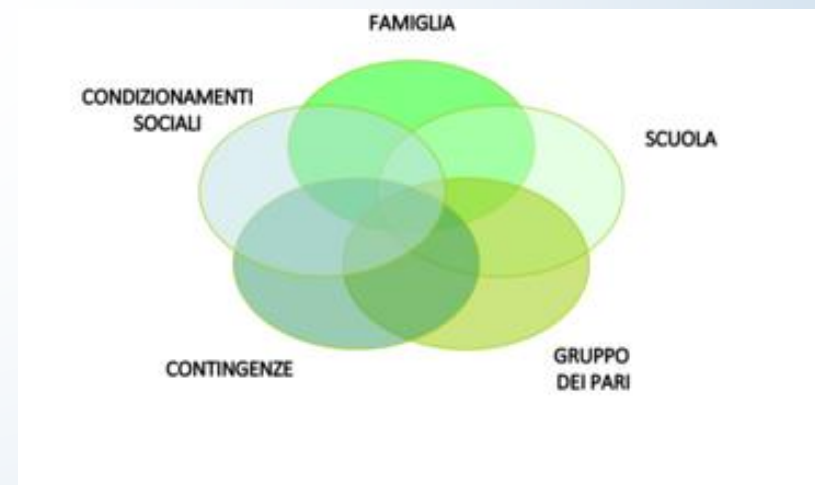 FAMIGLIA
CONDIZIONAMENTI
SOCIALI
SCUOLA
CONTINGENZE
GRUPPO
DEI PARI